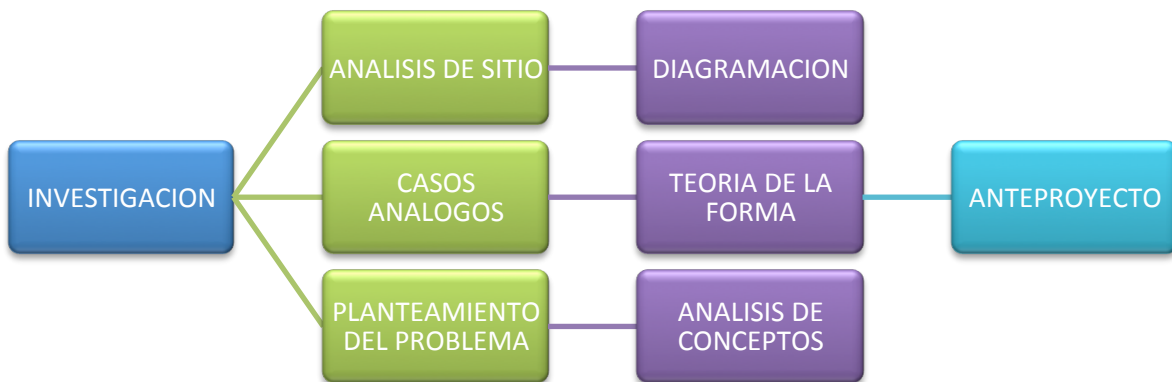 ANALISIS DE SITIO
DIAGRAMACION
INVESTIGACION
CASOS
ANALOGOS
TEORIA DE LA
FORMA
ANTEPROYECTO
PLANTEAMIENTO
DEL PROBLEMA
ANALISIS DE
CONCEPTOS